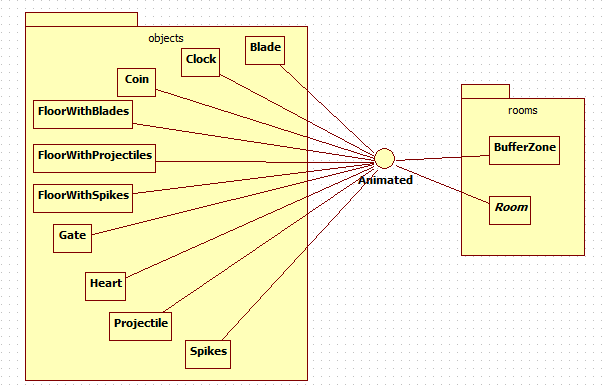 objects
Blade
Clock
Coin
FloorWithBlades
FloorWithProjectiles
FloorWithSpikes
Gate
Heart
Projectile
Spikes
Animated
rooms
BufferZone
Room